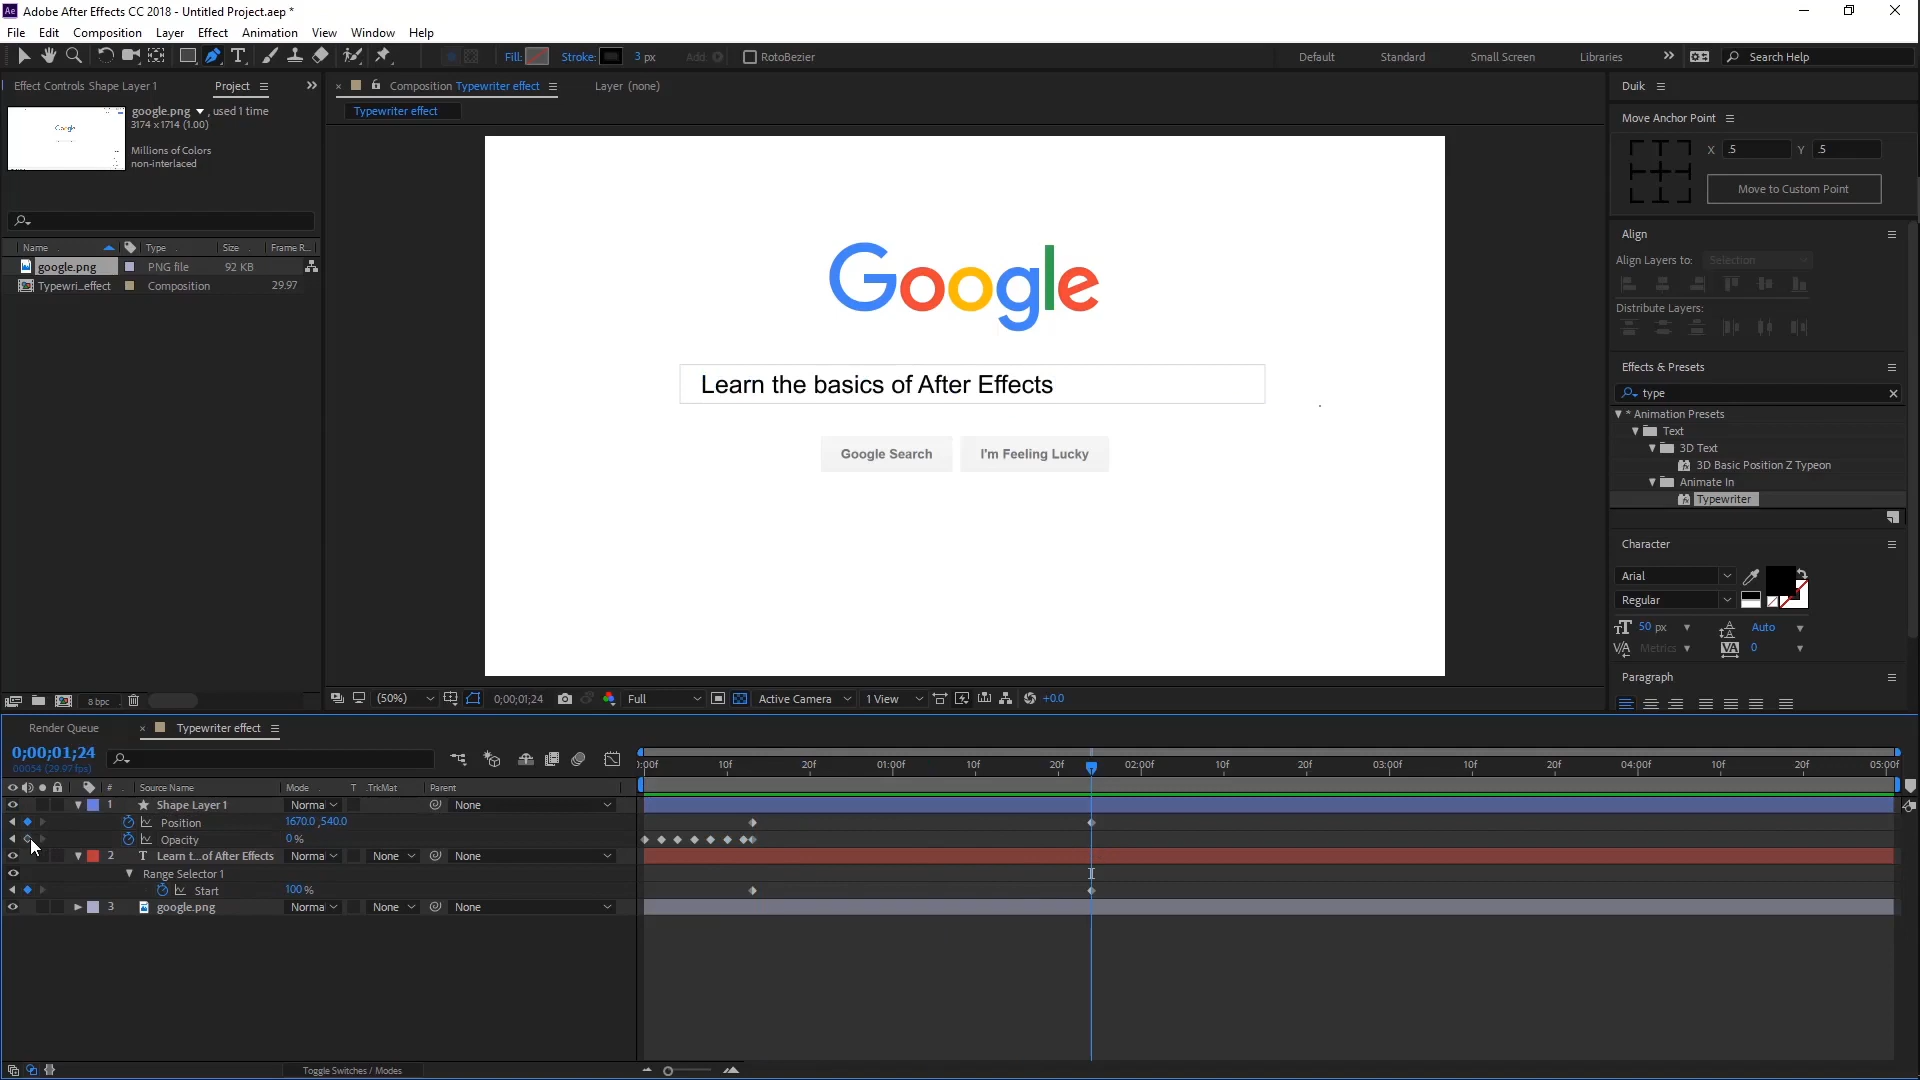 Ae Adobe After Effects CC 2018 - Untitled Project.aep *
File Edit Composition Layer Effect Animation View Window Help
Fill: Stroke: 3 px Add: RotoBezier Default Standard Small Screen Libraries Search Help
Effect Controls Shape Layer 1 Project
google.png , used 1 time
3174 x 1714 (1.00)
Millions of Colors
non-interlaced
Google
Name Type Size Frame R...
google.png PNG file 92 KB
Typewri_effect Composition 29.97
8 bpc
Composition Typewriter effect Layer (none)
Typewriter effect
Google
Learn the basics of After Effects
Google Search I'm Feeling Lucky
(50%) 0;00;01;24 Full Active Camera 1 View +0.0
Duik
Move Anchor Point
X .5 Y .5
Move to Custom Point
Align
Align Layers to: Selection
Distribute Layers:
Effects & Presets
type
* Animation Presets
Text
3D Text
3D Basic Position Z Typeon
Animate In
Typewriter
Character
Arial
Regular
50 px Auto
Metrics 0
Paragraph
Render Queue Typewriter effect
0;00;01;24
00054 (29.97 fps)
# Source Name Mode T .TrkMat Parent
1 Shape Layer 1 Norma None
Position 1670.0 ,540.0
Opacity 0 %
2 T Learn t...of After Effects Norma None None
Range Selector 1
Start 100 %
3 google.png Norma None None
Toggle Switches / Modes
):00f 10f 20f 01:00f 10f 20f 02:00f 10f 20f 03:00f 10f 20f 04:00f 10f 20f 05:00f